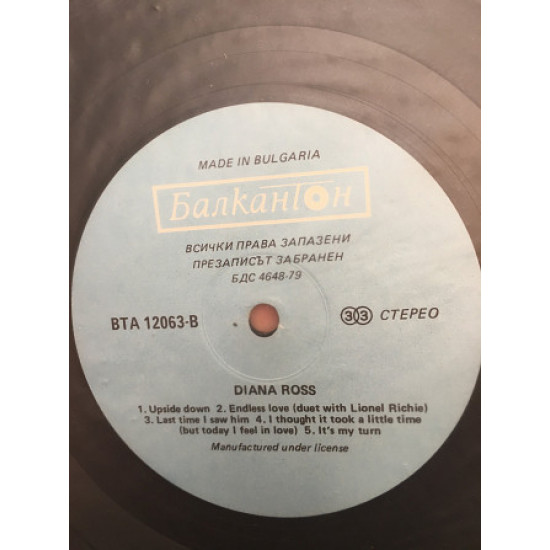 MADE IN BULGARIA
Балкантон
ВСИЧКИ ПРАВА ЗАПАЗЕНИ
ПРЕЗАПИСЪТ ЗАБРАНЕН
БДС 4648-79
ВТА 12063-В
33 СТЕРЕО
DIANA ROSS
1. Upside down 2. Endless love (duet with Lionel Richie)
3. Last time I saw him 4. I thought it took a little time
(but today I feel in love) 5. It's my turn
Manufactured under license